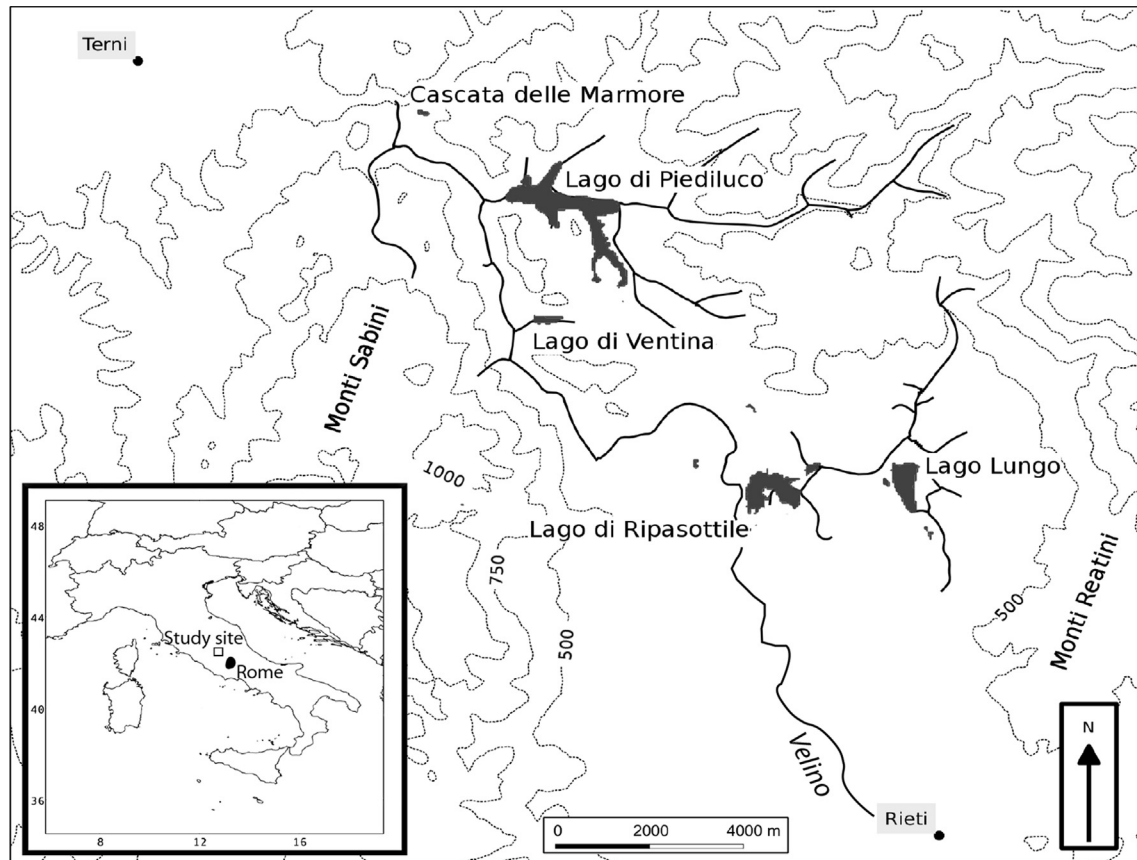 Terni
Cascata delle Marmore
Lago di Piediluco
Monti Sabini
Lago di Ventina
1000
Lago Lungo
Lago di Ripasottile
750
500
500
Monti Reatini
48
44
40
36
8
12
16
Study site
Rome
Velino
N
Rieti
0
2000
4000 m